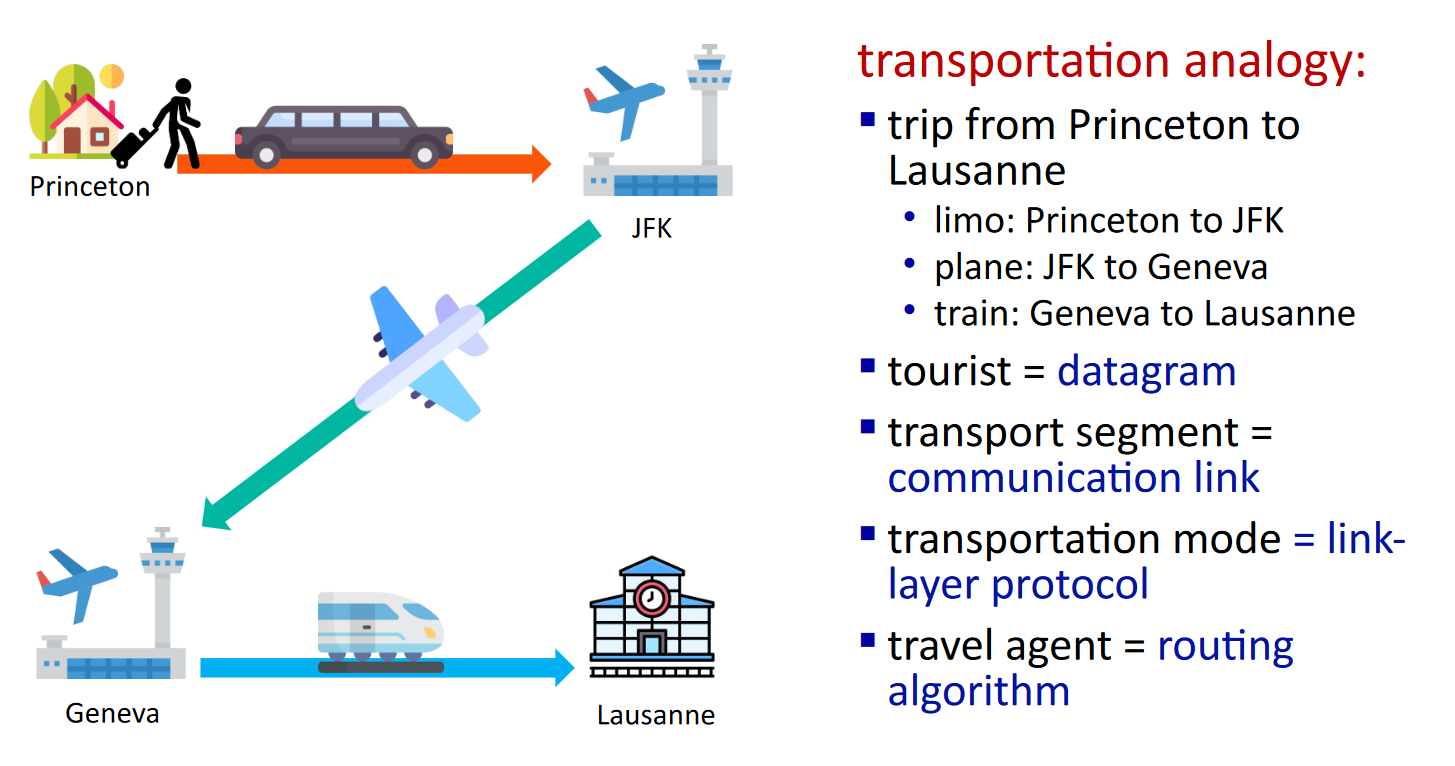 Princeton
JFK
Geneva
Lausanne
transportation analogy:
▪ trip from Princeton to
Lausanne
• limo: Princeton to JFK
• plane: JFK to Geneva
• train: Geneva to Lausanne
▪ tourist = datagram
▪ transport segment =
communication link
▪ transportation mode = link-
layer protocol
▪ travel agent = routing
algorithm